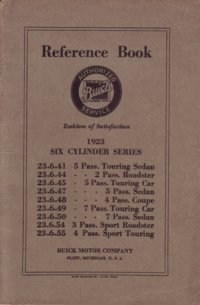 Reference Book
AUTHORIZED
Buick
SERVICE
Emblem of Satisfaction
1923
SIX CYLINDER SERIES
23.6.41 5 Pass. Touring Sedan
23.6.44 - - 2 Pass. Roadster
23.6.45 - 5 Pass. Touring Car
23.6.47 - - 5 Pass. Sedan
23.6.48 - - 4 Pass. Coupe
23.6.49 - 7 Pass. Touring Car
23.6.50 - - 7 Pass. Sedan
23.6.54 3 Pass. Sport Roadster
23.6.55 4 Pass. Sport Touring
BUICK MOTOR COMPANY
FLINT, MICHIGAN, U. S. A.